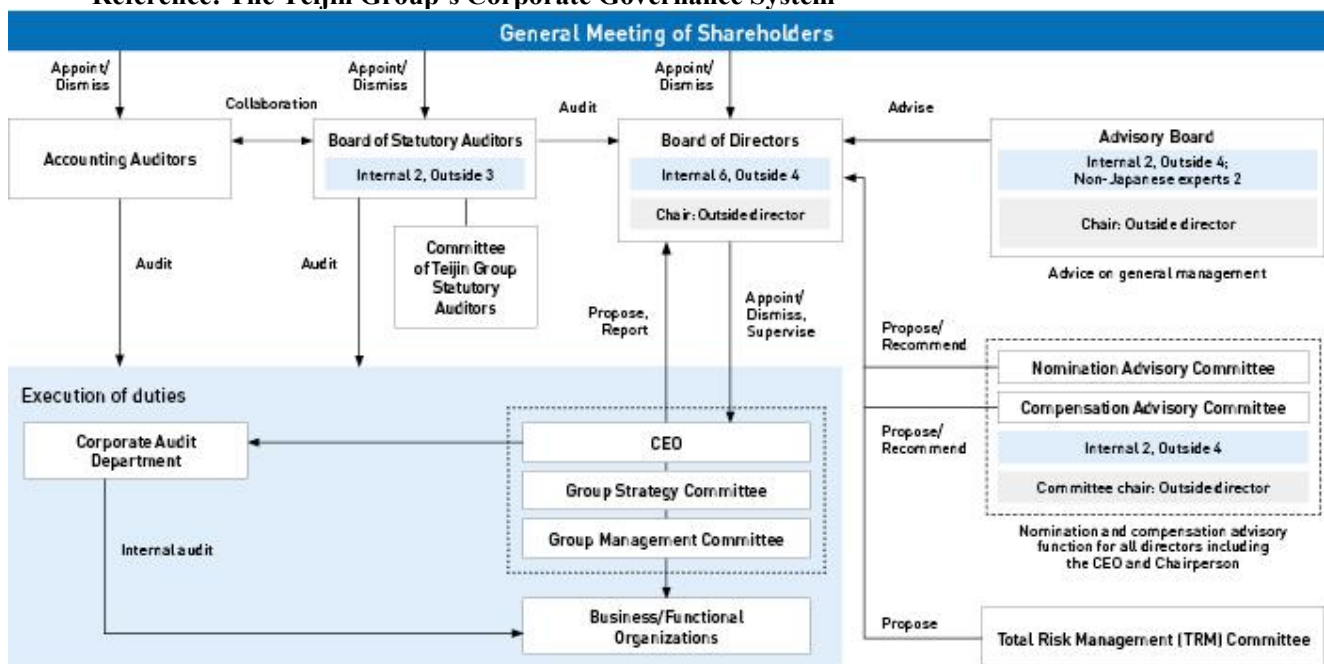 Reference: The Teijin Group's Corporate Governance System
General Meeting of Shareholders
Appoint/
Dismiss
Appoint/
Dismiss
Appoint/
Dismiss
Collaboration
Audit
Advise
Accounting Auditors
Board of Statutory Auditors
Internal 2, Outside 3
Board of Directors
Internal 6, Outside 4
Chair: Outside director
Advisory Board
Internal 2, Outside 4;
Non-Japanese experts 2
Chair: Outside director
Advice on general management
Audit
Audit
Committee
of Teijin Group
Statutory
Auditors
Propose,
Report
Appoint/
Dismiss,
Supervise
Propose/
Recommend
Nomination Advisory Committee
Compensation Advisory Committee
Propose/
Recommend
Internal 2, Outside 4
Committee chair: Outside director
Nomination and compensation advisory
function for all directors including
the CEO and Chairperson
Execution of duties
Corporate Audit
Department
CEO
Group Strategy Committee
Group Management Committee
Internal audit
Business/Functional
Organizations
Propose
Total Risk Management (TRM) Committee